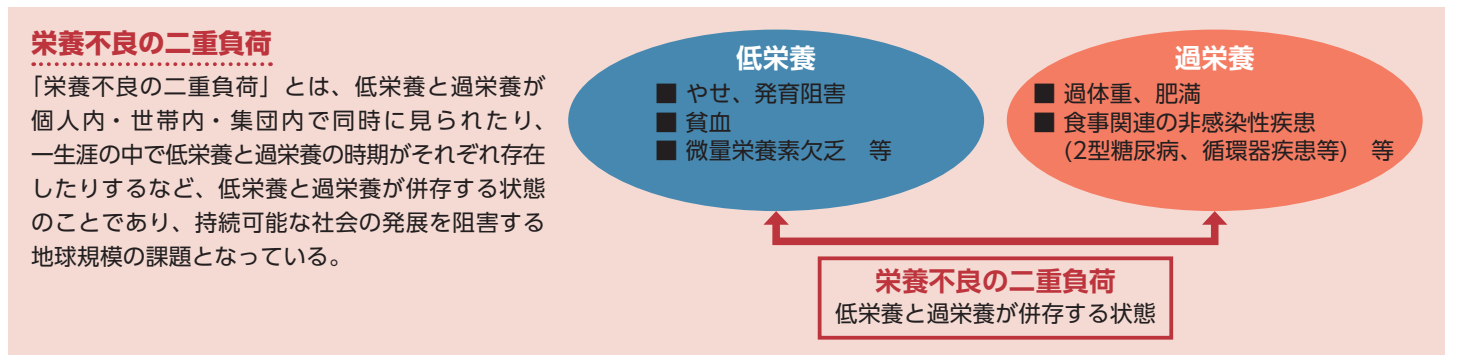 栄養不良の二重負荷
「栄養不良の二重負荷」とは、低栄養と過栄養が
個人内・世帯内・集団内で同時に見られたり、
一生涯の中で低栄養と過栄養の時期がそれぞれ存在
したりするなど、低栄養と過栄養が併存する状態
のことであり、持続可能な社会の発展を阻害する
地球規模の課題となっている。
低栄養
■ やせ、発育阻害
■ 貧血
■ 微量栄養素欠乏　等
過栄養
■ 過体重、肥満
■ 食事関連の非感染性疾患
(2型糖尿病、循環器疾患等)　等
栄養不良の二重負荷
低栄養と過栄養が併存する状態